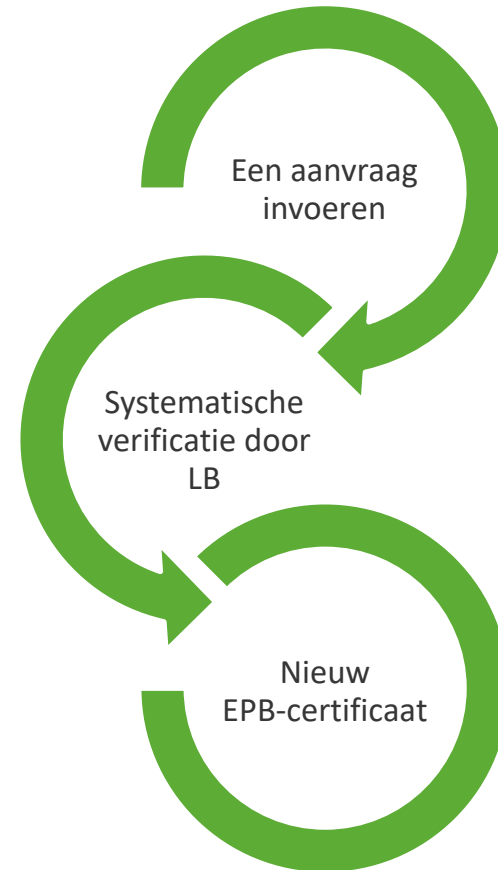 Een aanvraag
invoeren
Systematische
verificatie door
LB
Nieuw
EPB-certificaat